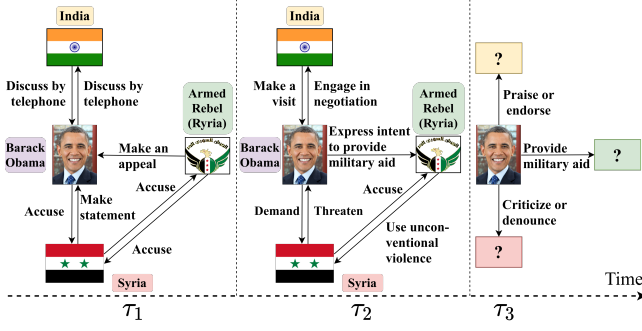 India
Discuss by
telephone
Discuss by
telephone
Armed
Rebel
(Ryria)
Barack
Obama
Make an
appeal
Accuse
Make
statement
Accuse
Syria
τ1
India
Make a
visit
Engage in
negotiation
Armed
Rebel
(Ryria)
Barack
Obama
Express intent
to provide
military aid
Accuse
Demand
Threaten
Use uncon-
ventional
violence
Syria
τ2
?
Praise or
endorse
Provide
military aid
?
Criticize or
denounce
?
τ3
Time